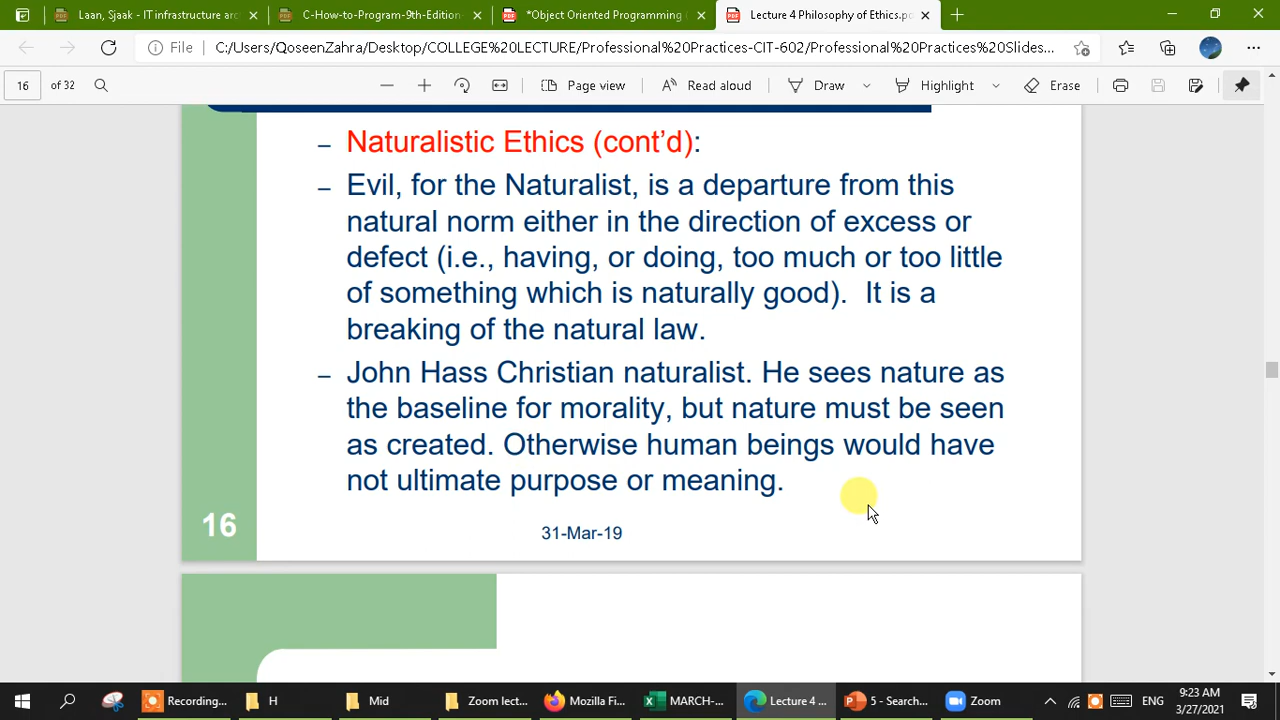 Laan, Sjaak - IT infrastructure arc
C-How-to-Program-9th-Edition-
*Object Oriented Programming (
Lecture 4 Philosophy of Ethics.p
File
C:/Users/QoseenZahra/Desktop/COLLEGE%20LECTURE/Professional%20Practices-CIT-602/Professional%20Practices%20Slides...
16 of 32
Page view
Read aloud
Draw
Highlight
Erase
– Naturalistic Ethics (cont’d):
– Evil, for the Naturalist, is a departure from this
natural norm either in the direction of excess or
defect (i.e., having, or doing, too much or too little
of something which is naturally good). It is a
breaking of the natural law.
– John Hass Christian naturalist. He sees nature as
the baseline for morality, but nature must be seen
as created. Otherwise human beings would have
not ultimate purpose or meaning.
16
31-Mar-19
Recording...
H
Mid
Zoom lect...
Mozilla Fi...
MARCH-...
Lecture 4 ...
5 - Search...
Zoom
ENG
9:23 AM
3/27/2021